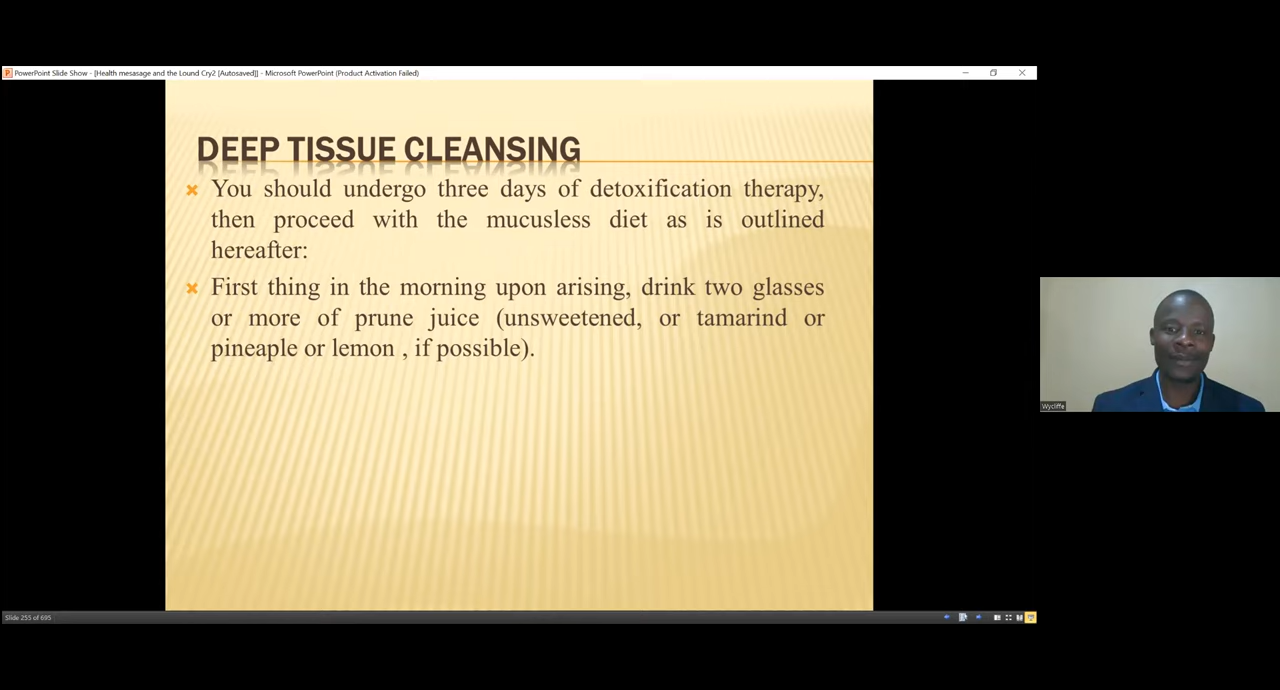 PowerPoint Slide Show - [Health mesasage and the Lound Cry2 [Autosaved]] - Microsoft PowerPoint (Product Activation Failed)
DEEP TISSUE CLEANSING
You should undergo three days of detoxification therapy,
then proceed with the mucusless diet as is outlined
hereafter:
First thing in the morning upon arising, drink two glasses
or more of prune juice (unsweetened, or tamarind or
pineaple or lemon , if possible).
Wycliffe
Slide 255 of 695